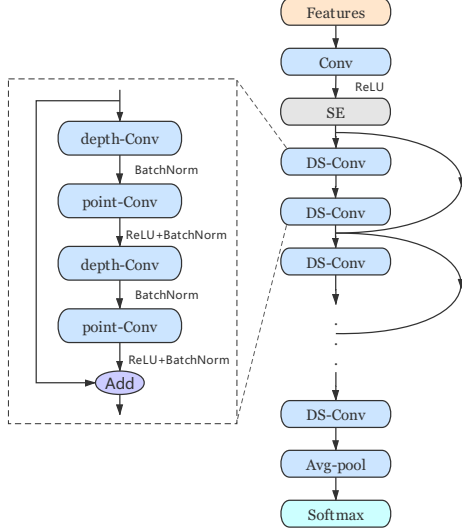 Features
Conv
ReLU
SE
DS-Conv
DS-Conv
DS-Conv
DS-Conv
Avg-pool
Softmax
depth-Conv
BatchNorm
point-Conv
ReLU+BatchNorm
depth-Conv
BatchNorm
point-Conv
ReLU+BatchNorm
Add